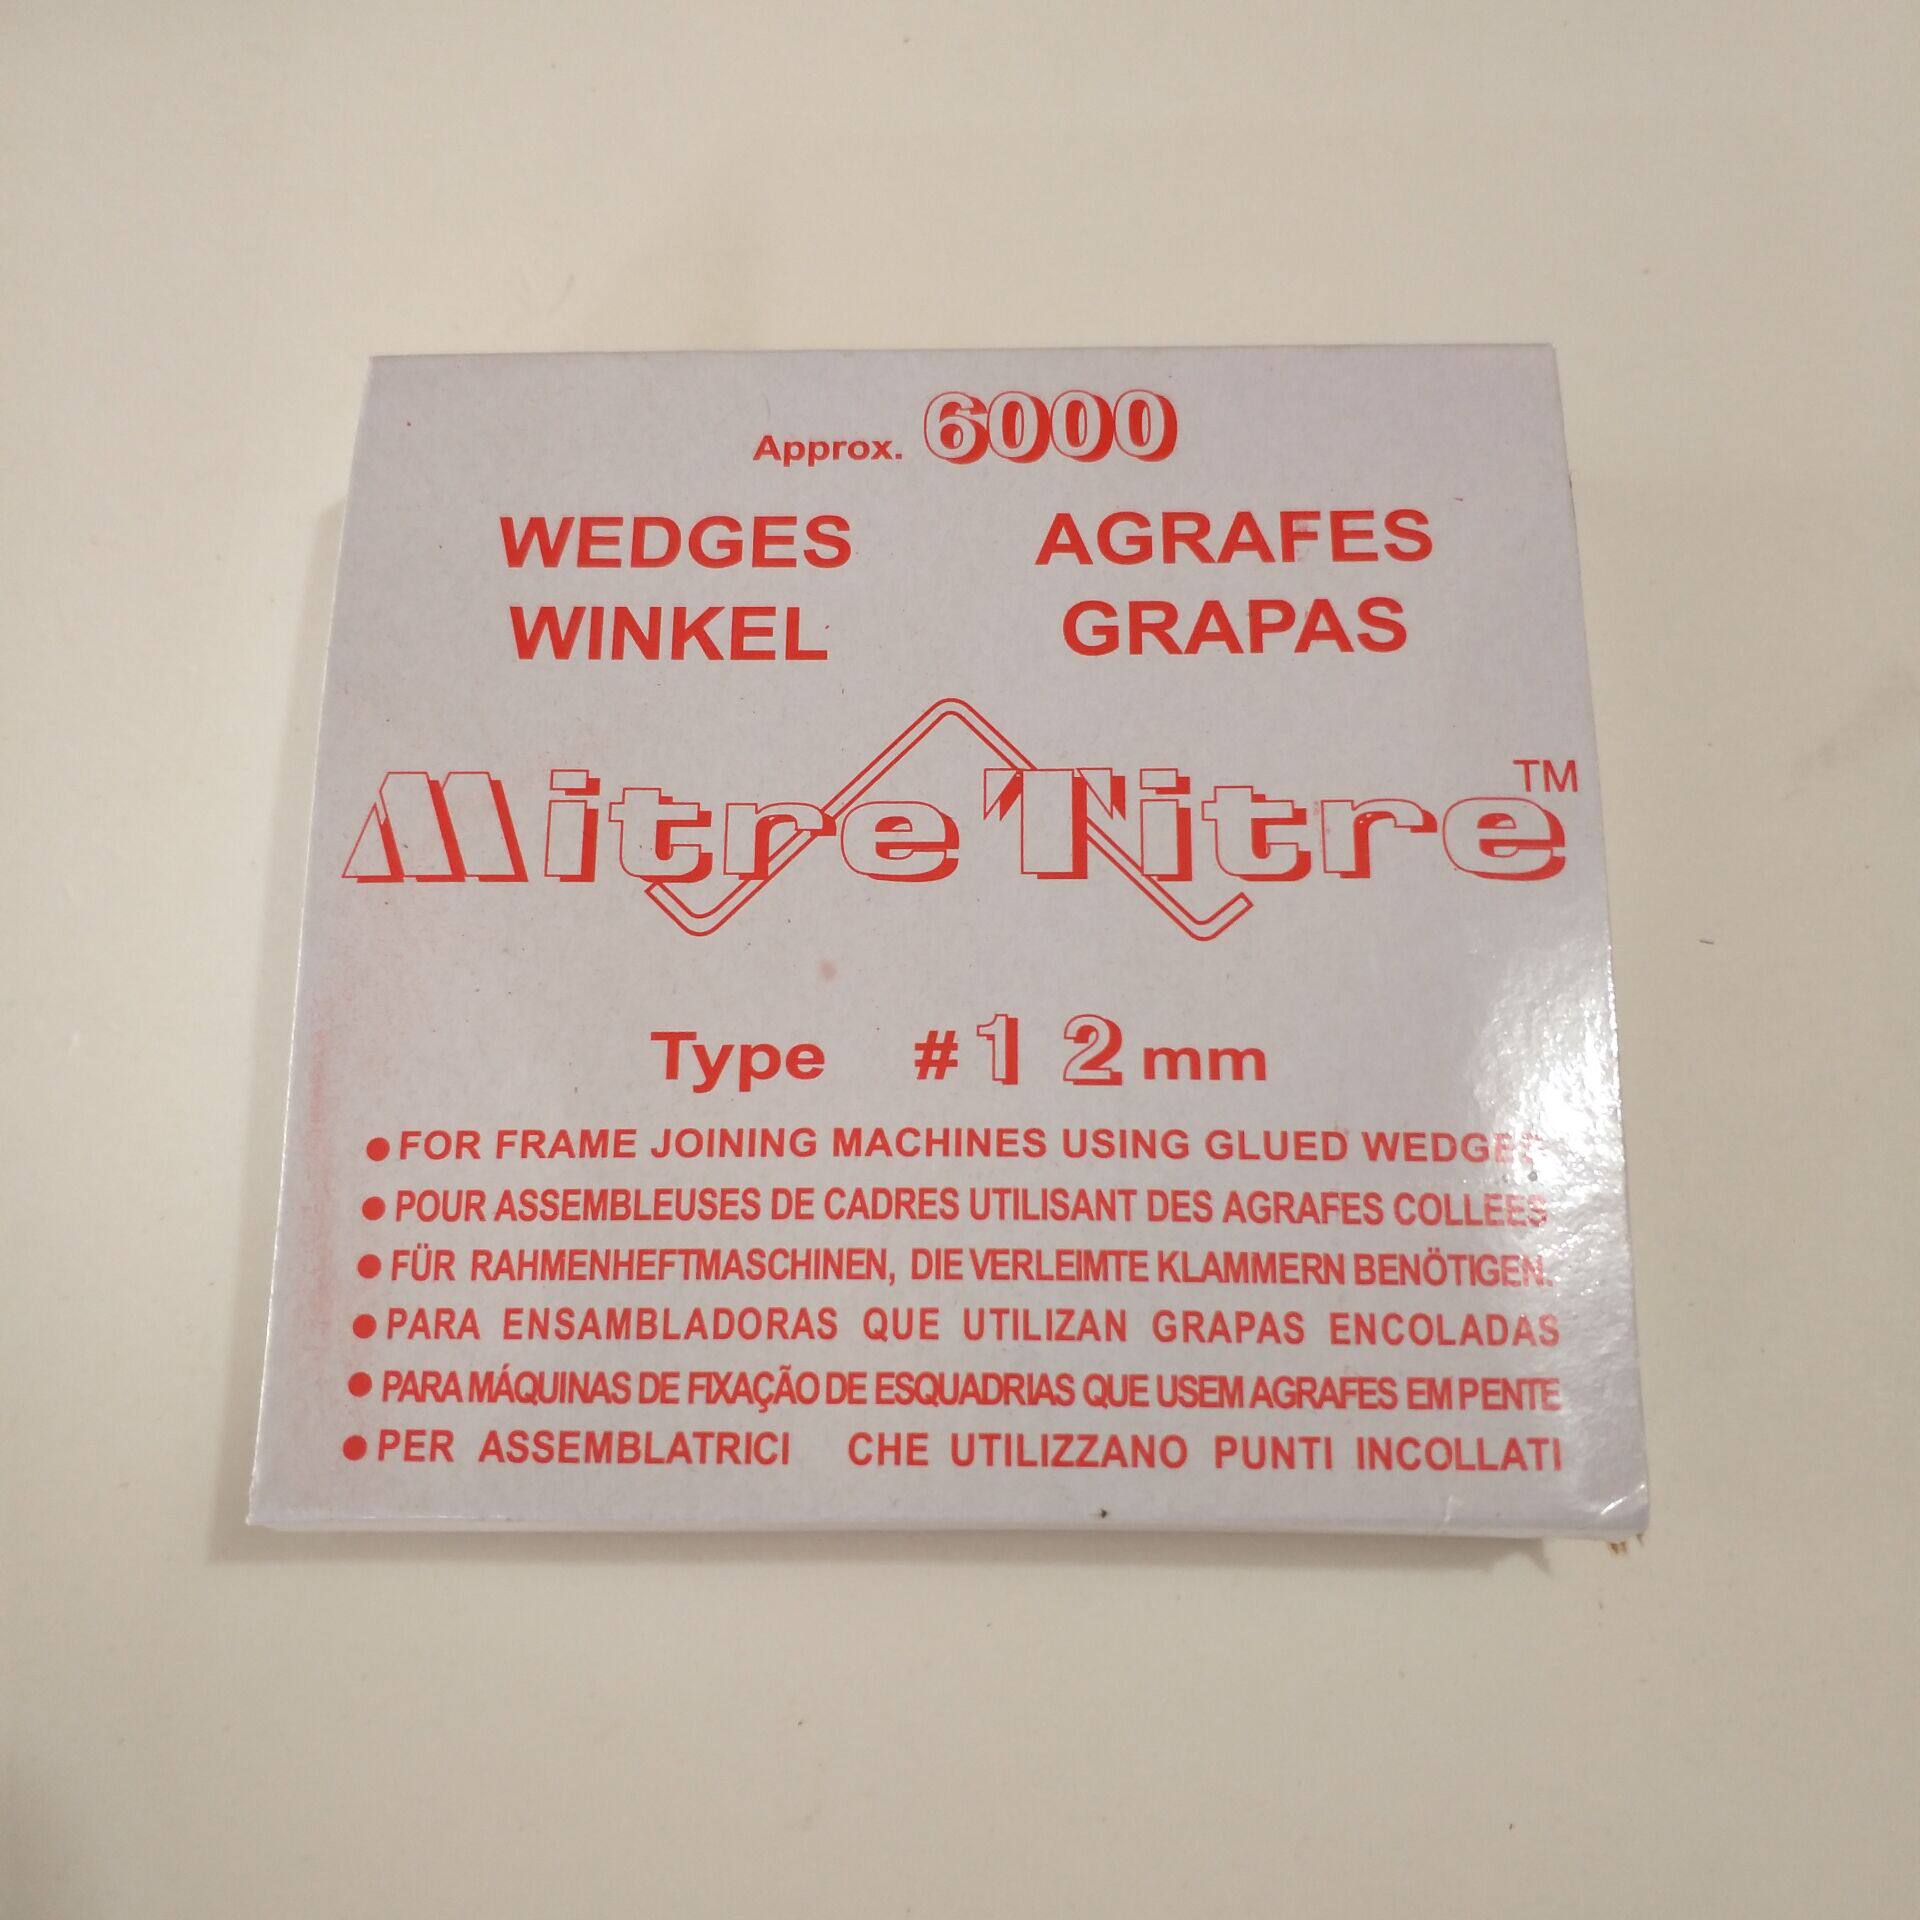 Approx. 6000
WEDGES AGRAFES
WINKEL GRAPAS
Mitre Titre™
Type #12mm
●FOR FRAME JOINING MACHINES USING GLUED
●POUR ASSEMBLEUSES DE CADRES UTILISANT DES AGRAFES COLLEES
●FÜR RAHMENHEFTMASCHINEN, DIE VERLEIMTE KLAMMERN BENÖTIGEN.
●PARA ENSAMBLADORAS QUE UTILIZAN GRAPAS ENCOLADAS
●PARA MÁQUINAS DE FIXAÇÃO DE ESQUADRIAS QUE USEM AGRAFES EM PENTE
●PER ASSEMBLATRICI CHE UTILIZZANO PUNTI INCOLLATI